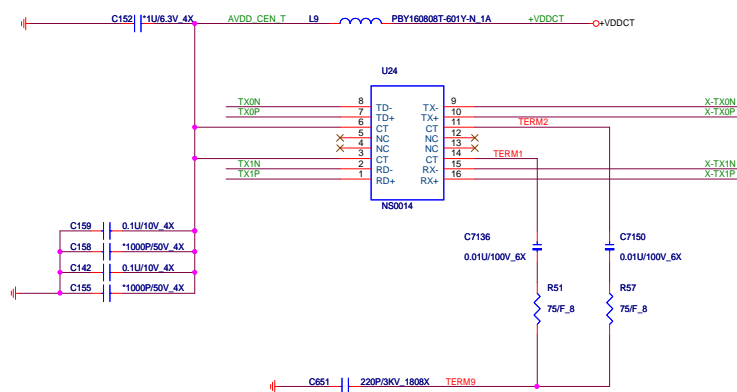 C152 *1U/6.3V_4X AVDD_CEN_T L9 PBY160808T-601Y-N_1A +VDDCT +VDDCT
U24
TX0N 8 TD- TX- 9 X-TX0N
TX0P 7 TD+ TX+ 10 X-TX0P
6 CT CT 11 TERM2
5 NC NC 12
4 NC NC 13
3 CT CT 14 TERM1
TX1N 2 RD- RX- 15 X-TX1N
TX1P 1 RD+ RX+ 16 X-TX1P
NS0014
C159 0.1U/10V_4X
C158 *1000P/50V_4X
C142 0.1U/10V_4X
C155 *1000P/50V_4X
C7136 C7150
0.01U/100V_6X 0.01U/100V_6X
R51 R57
75/F_8 75/F_8
C651 220P/3KV_1808X TERM9